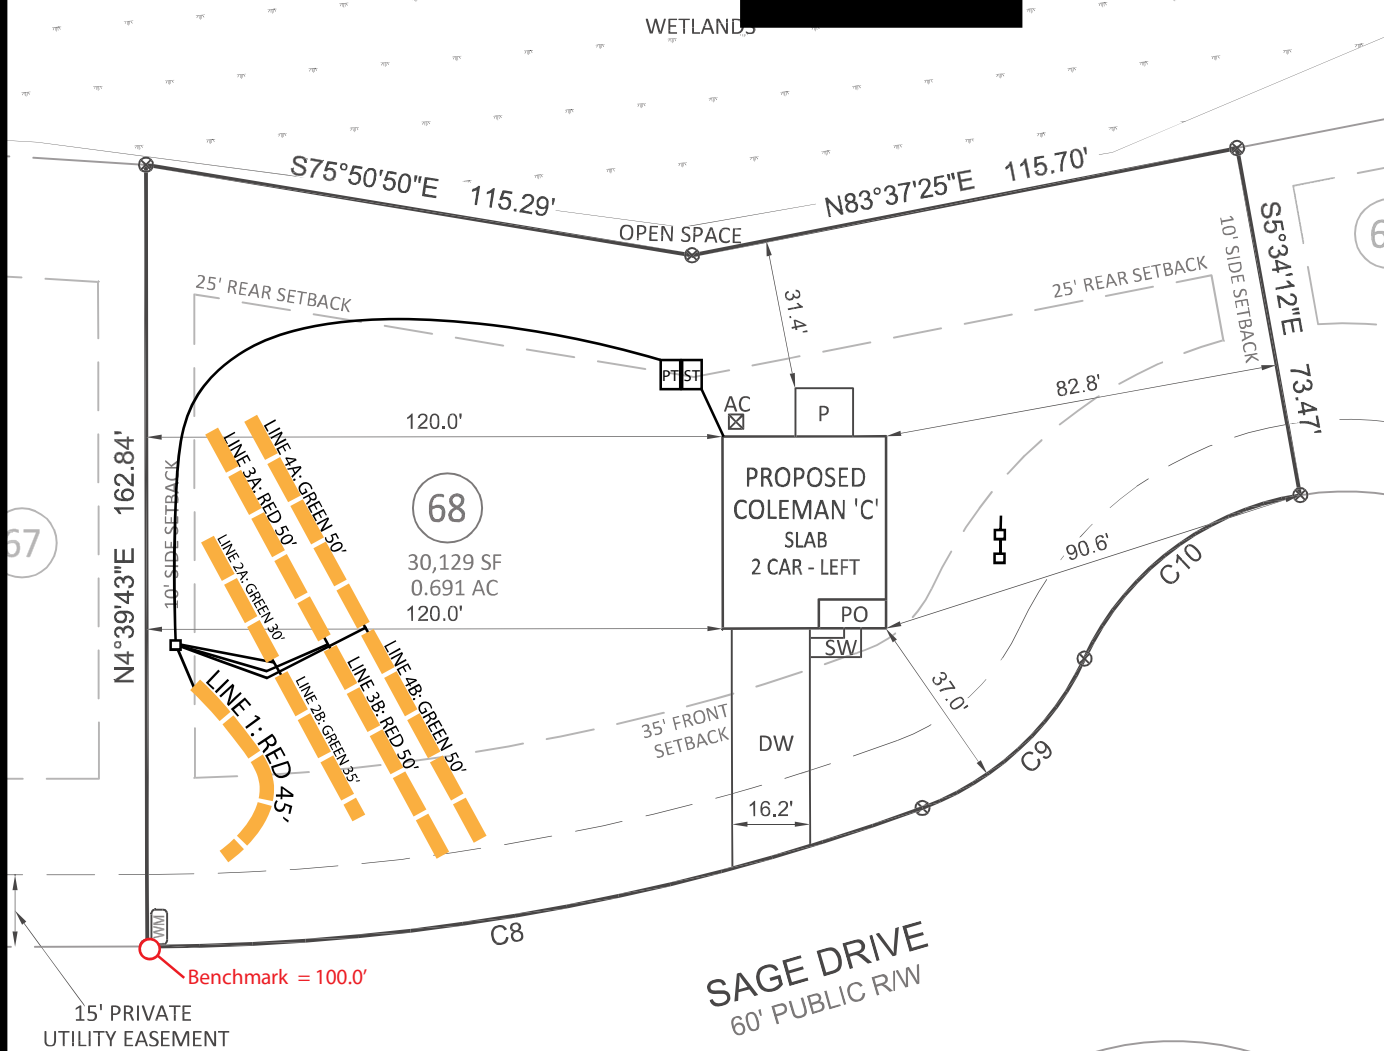 WETLANDS
S75°50'50"E 115.29'
N83°37'25"E 115.70'
OPEN SPACE
S5°34'12"E 73.47'
10' SIDE SETBACK
25' REAR SETBACK
25' REAR SETBACK
31.4'
82.8'
PT ST
AC
P
120.0'
N4°39'43"E 162.84'
10' SIDE SETBACK
LINE 3A: RED 50'
LINE 4A: GREEN 50'
LINE 2A: GREEN 30'
67
68
30,129 SF
0.691 AC
120.0'
PROPOSED
COLEMAN 'C'
SLAB
2 CAR - LEFT
PO
SW
90.6'
C10
LINE 1: RED 45'
LINE 2B: GREEN 35'
LINE 3B: RED 50'
LINE 4B: GREEN 50'
35' FRONT
SETBACK
DW
37.0'
C9
16.2'
WM
C8
Benchmark = 100.0'
SAGE DRIVE
60' PUBLIC R/W
15' PRIVATE
UTILITY EASEMENT